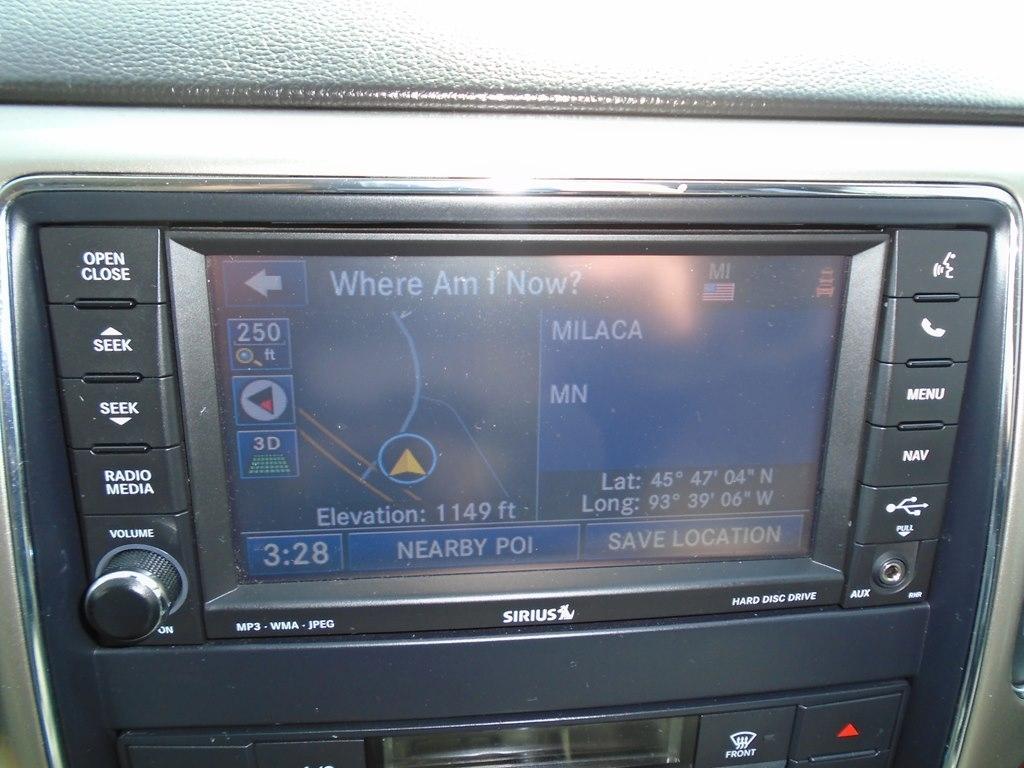 OPEN
CLOSE
SEEK
SEEK
RADIO
MEDIA
VOLUME
ON
Where Am I Now?
MI
250
ft
3D
MILACA
MN
Lat: 45° 47' 04" N
Long: 93° 39' 06" W
Elevation: 1149 ft
3:28
NEARBY POI
SAVE LOCATION
MENU
NAV
PULL
AUX
RHR
MP3 · WMA · JPEG
SIRIUS
HARD DISC DRIVE
FRONT